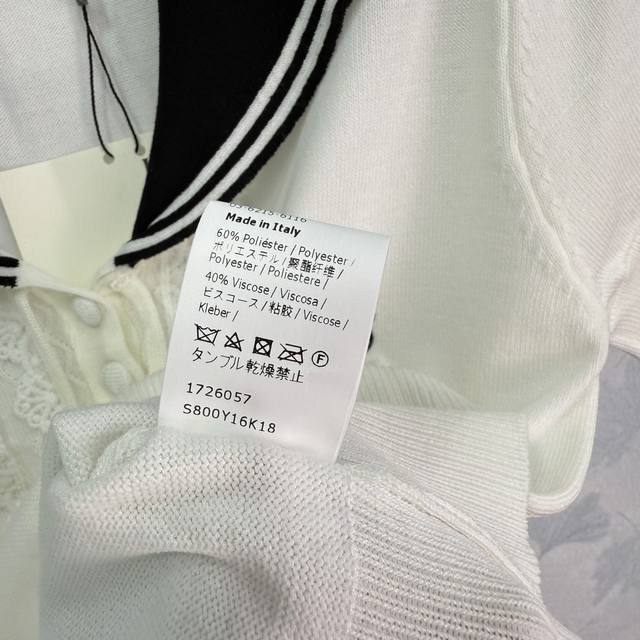 Made in Italy
60% Poliéster / Polyester /
ポリエステル / 聚酯纤维 /
Polyester / Poliestere /
40% Viscose / Viscosa /
ビスコース / 粘胶 / Viscose /
Kleber /
F
タンブル乾燥禁止
1726057
S800Y16K18